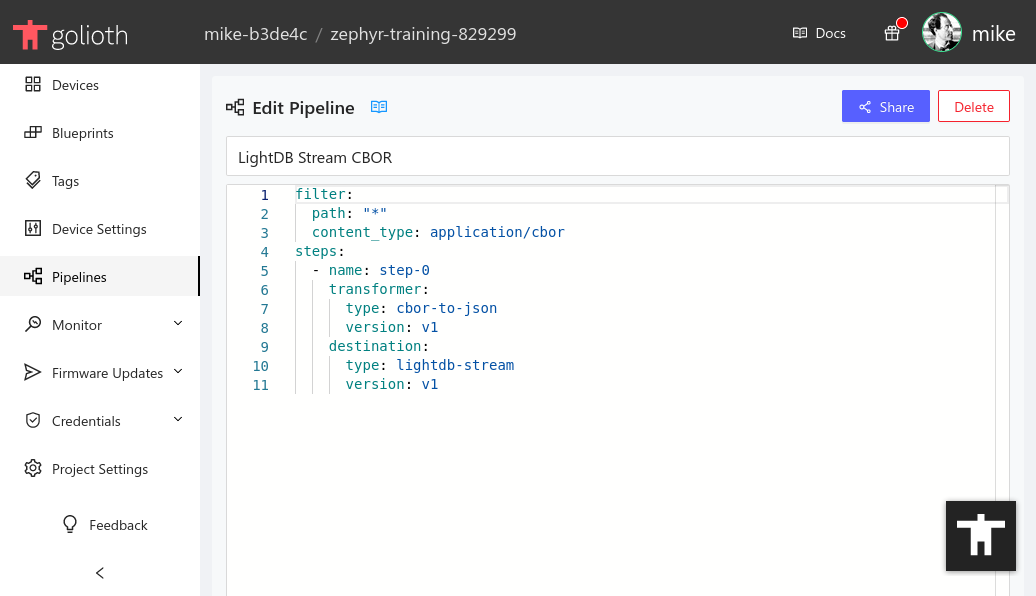 golioth
mike-b3de4c / zephyr-training-829299
Docs
mike
Devices
Blueprints
Tags
Device Settings
Pipelines
Monitor
Firmware Updates
Credentials
Project Settings
Feedback
Edit Pipeline
Share
Delete
LightDB Stream CBOR
1 filter:
2   path: "*"
3   content_type: application/cbor
4 steps:
5   - name: step-0
6     transformer:
7       type: cbor-to-json
8       version: v1
9     destination:
10       type: lightdb-stream
11       version: v1